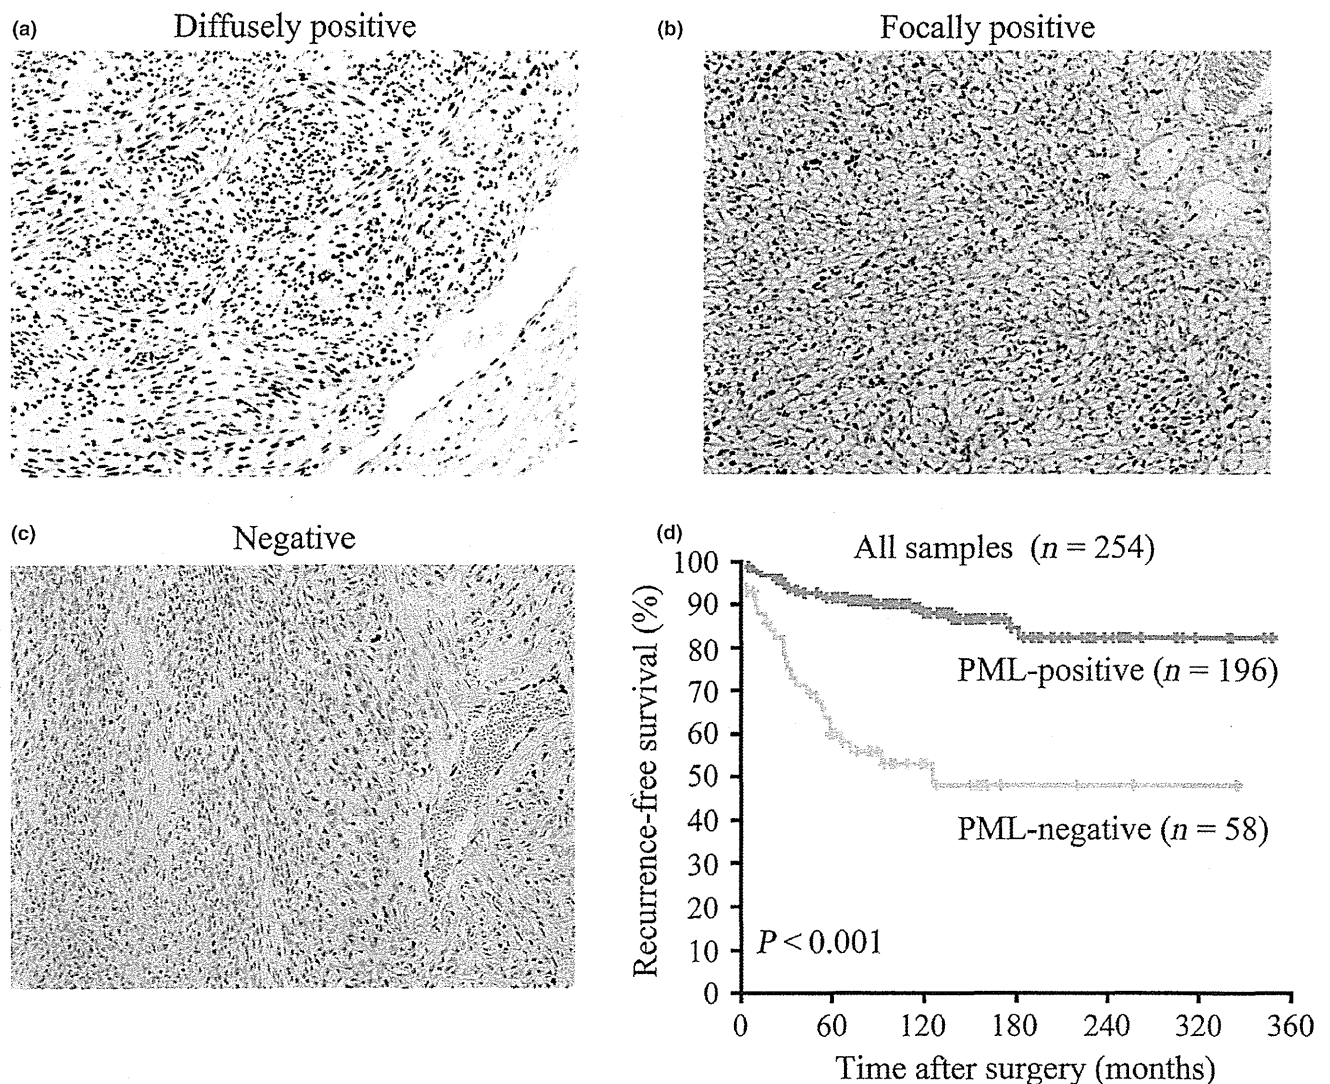 (a) Diffusely positive
(b) Focally positive
(c) Negative
(d) All samples (n = 254)
Recurrence-free survival (%)
100
90
80
70
60
50
40
30
20
10
0
PML-positive (n = 196)
PML-negative (n = 58)
P < 0.001
0 60 120 180 240 320 360
Time after surgery (months)